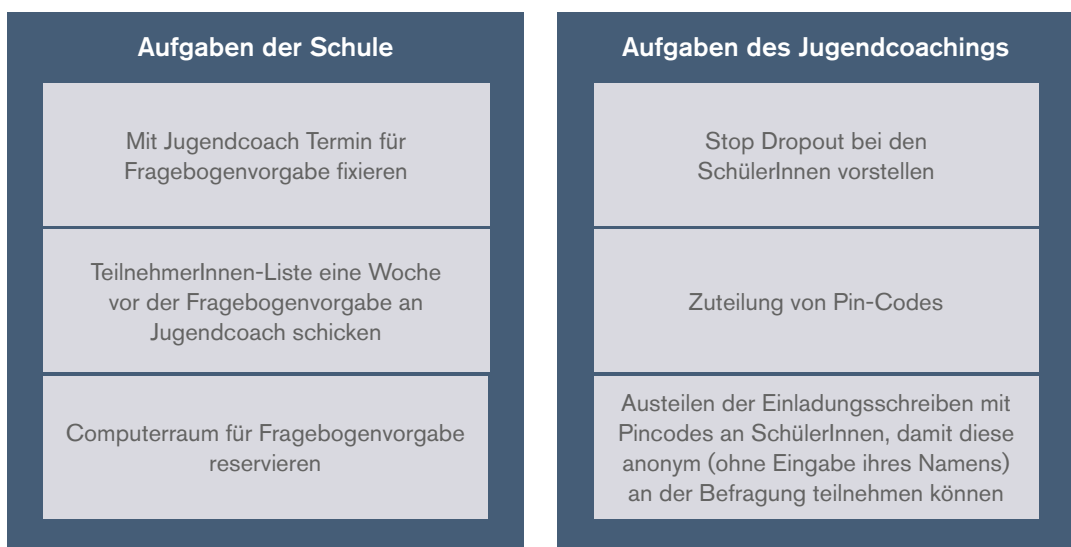 Aufgaben der Schule
Mit Jugendcoach Termin für
Fragebogenvorgabe fixieren
TeilnehmerInnen-Liste eine Woche
vor der Fragebogenvorgabe an
Jugendcoach schicken
Computerraum für Fragebogenvorgabe
reservieren
Aufgaben des Jugendcoachings
Stop Dropout bei den
SchülerInnen vorstellen
Zuteilung von Pin-Codes
Austeilen der Einladungsschreiben mit
Pincodes an SchülerInnen, damit diese
anonym (ohne Eingabe ihres Namens)
an der Befragung teilnehmen können